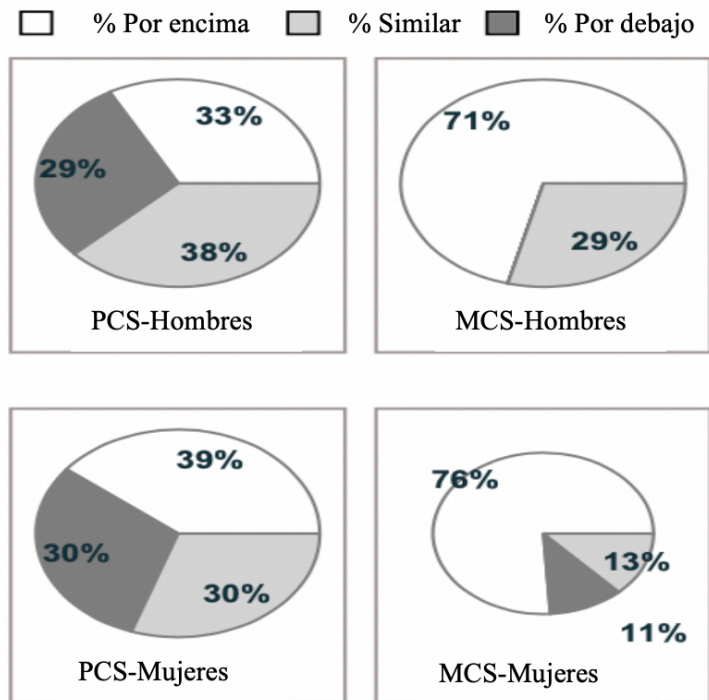 % Por encima % Similar % Por debajo
33%
29%
38%
PCS-Hombres
71%
29%
MCS-Hombres
39%
30%
30%
PCS-Mujeres
76%
13%
11%
MCS-Mujeres